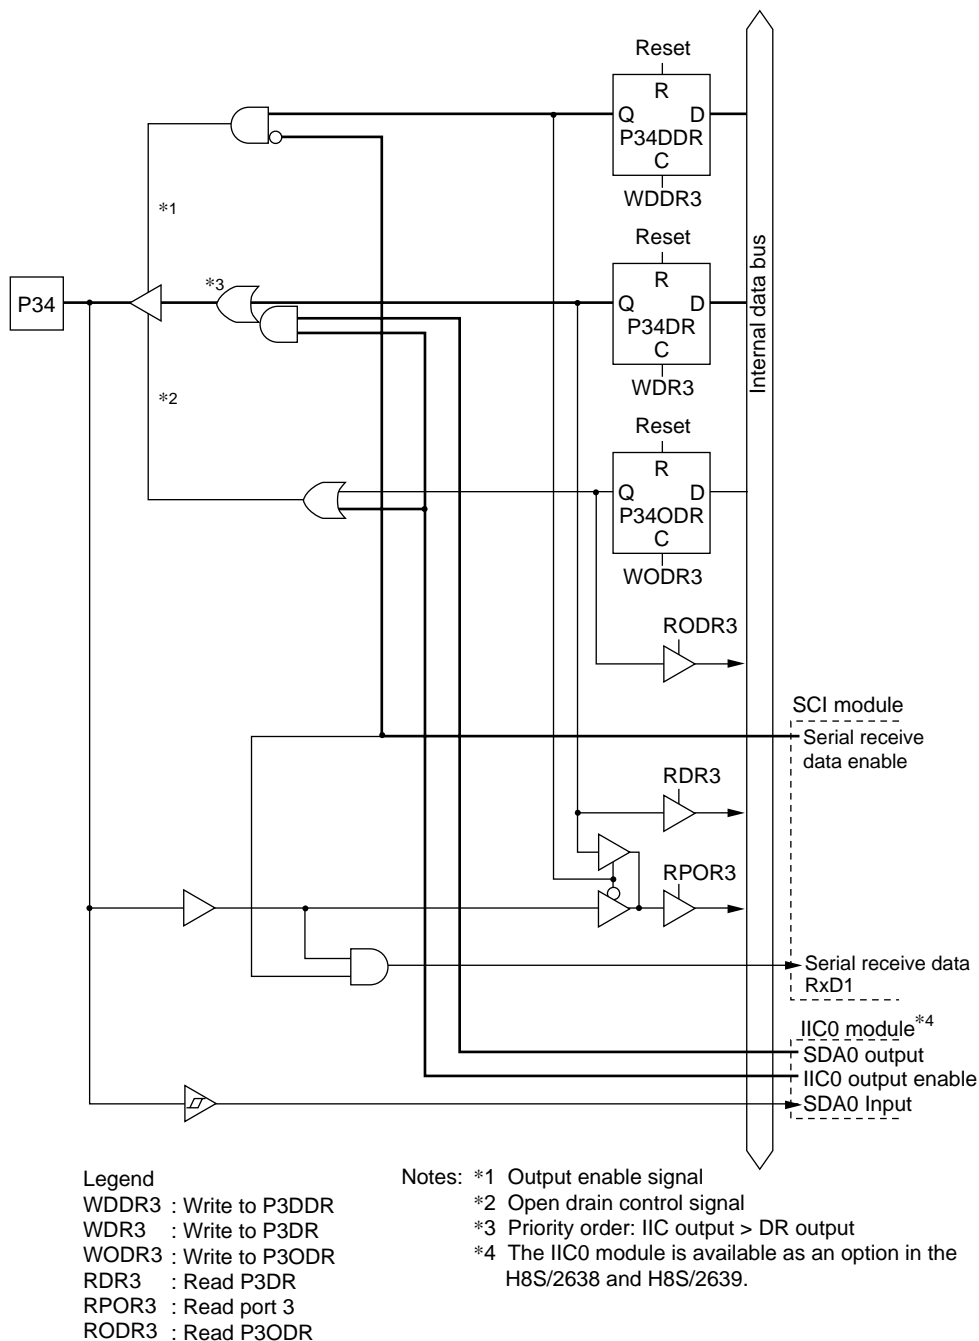 Reset
R
Q D
P34DDR
C
WDDR3
*1
Reset
R
P34
*3
Q D
P34DR
C
WDR3
Internal data bus
*2
Reset
R
Q D
P34ODR
C
WODR3
RODR3
SCI module
Serial receive
data enable
RDR3
RPOR3
Serial receive data
RxD1
IIC0 module*4
SDA0 output
IIC0 output enable
SDA0 Input
Legend
WDDR3 : Write to P3DDR
WDR3 : Write to P3DR
WODR3 : Write to P3ODR
RDR3 : Read P3DR
RPOR3 : Read port 3
RODR3 : Read P3ODR
Notes: *1 Output enable signal
*2 Open drain control signal
*3 Priority order: IIC output > DR output
*4 The IIC0 module is available as an option in the
H8S/2638 and H8S/2639.